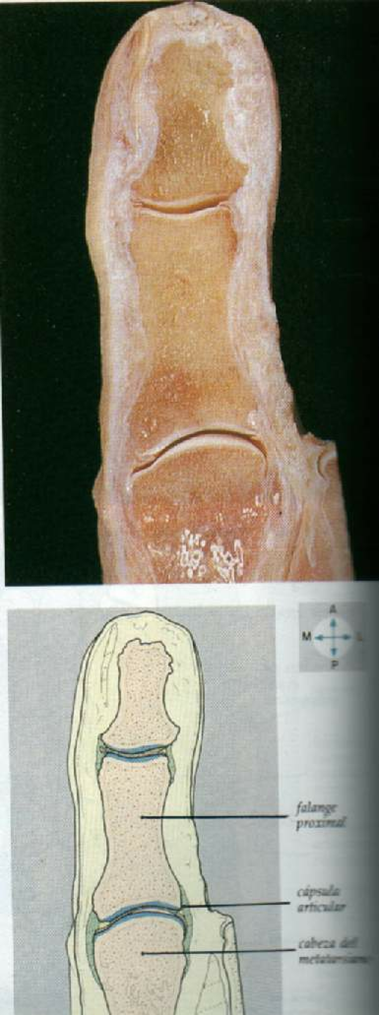 A
M L
P
falange
proximal
cápsula
articular
cabeza del
metatarsiano